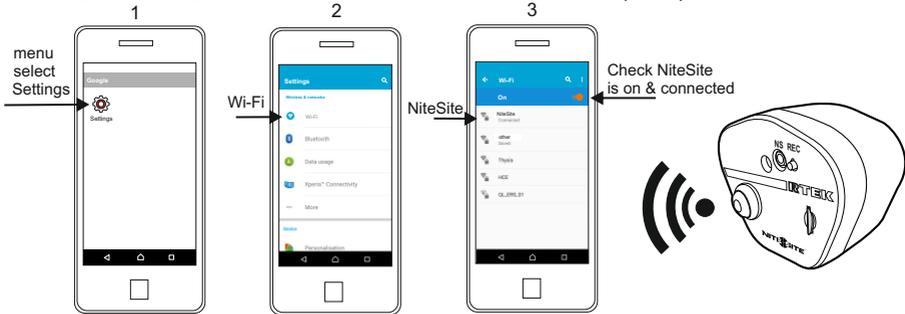 1
2
3
menu
select
Settings
Google
Settings
Wi-Fi
Settings
Wireless & networks
Wi-Fi
Bluetooth
Data usage
Xperia™ Connectivity
More
Device
Personalisation
NiteSite
Wi-Fi
On
NiteSite
Connected
other
Saved
Thysis
HCE
Check NiteSite
is on & connected
NS REC
RTEK
NITESITE